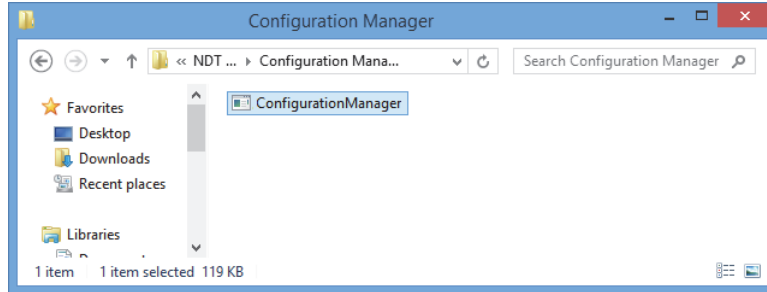 Configuration Manager
« NDT ... Configuration Mana...
Search Configuration Manager
Favorites
ConfigurationManager
Desktop
Downloads
Recent places
Libraries
1 item 1 item selected 119 KB